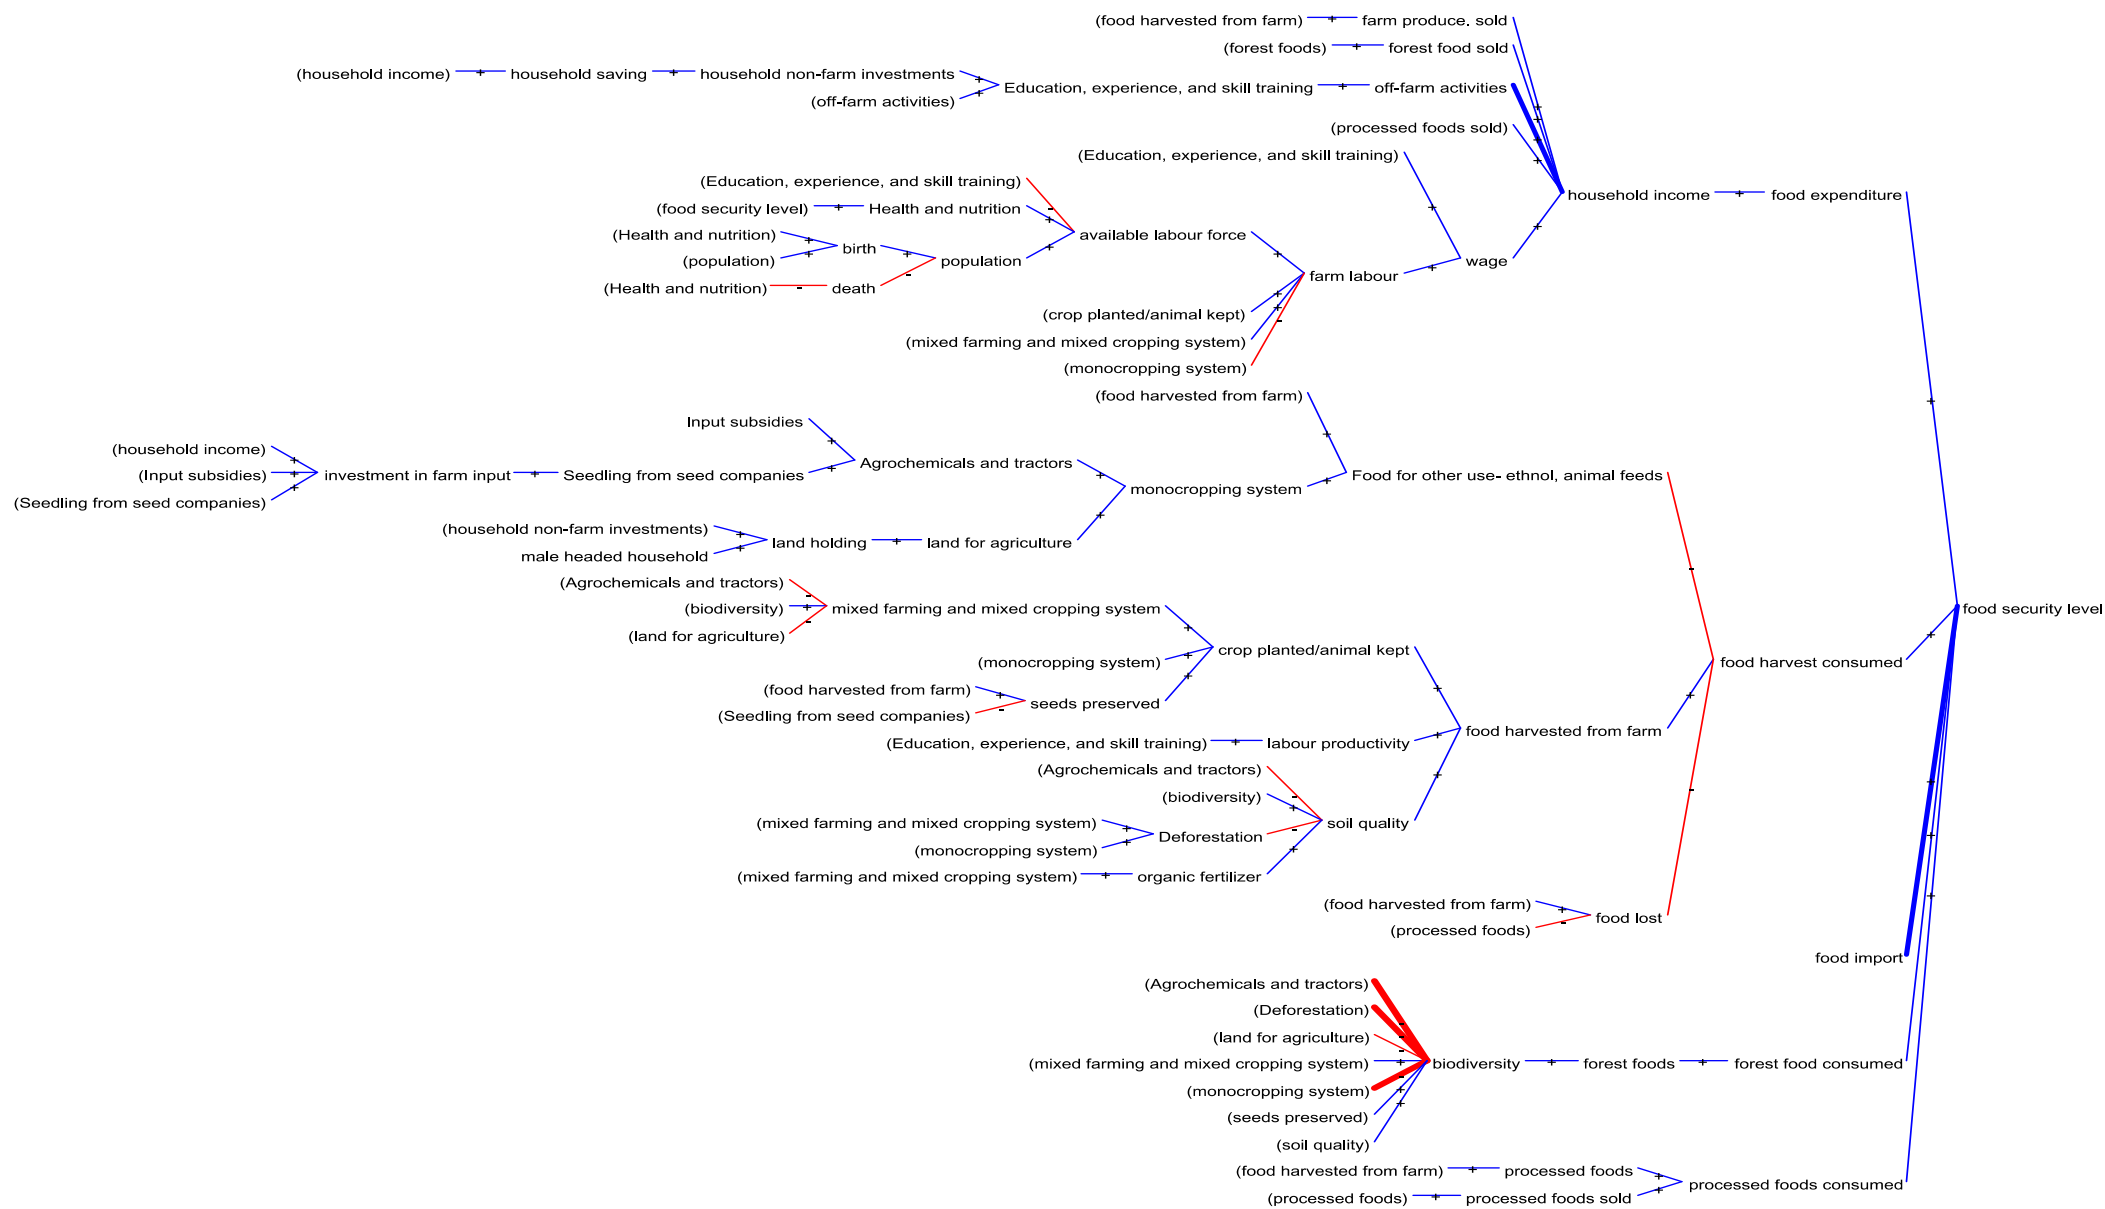 (food harvested from farm) + farm produce. sold
(forest foods) + forest food sold
(household income) + household saving + household non-farm investments
+
(off-farm activities)
+
Education, experience, and skill training + off-farm activities
(processed foods sold)
(Education, experience, and skill training)
+
+
+
+
+
+
household income + food expenditure
(Education, experience, and skill training)
-
(food security level) + Health and nutrition
+
(Health and nutrition)
+
birth
(population)
+
+
population
+
available labour force
+
(Health and nutrition) - death
-
farm labour + wage
(crop planted/animal kept)
+
(mixed farming and mixed cropping system)
+
(monocropping system)
-
(food harvested from farm)
+
+
Input subsidies
+
(household income)
+
(Input subsidies) + investment in farm input + Seedling from seed companies
+
Agrochemicals and tractors
+
(Seedling from seed companies)
+
monocropping system + Food for other use- ethnol, animal feeds
-
(household non-farm investments)
+
male headed household
+
land holding + land for agriculture
+
(Agrochemicals and tractors)
-
(biodiversity) + mixed farming and mixed cropping system
(land for agriculture)
-
+
food security level
+
(monocropping system)
+
crop planted/animal kept
+
food harvest consumed
(food harvested from farm)
+
(Seedling from seed companies)
-
seeds preserved
+
(Education, experience, and skill training) + labour productivity
+
food harvested from farm
+
(Agrochemicals and tractors)
-
(biodiversity)
+
(mixed farming and mixed cropping system)
+
(monocropping system)
+
Deforestation
-
soil quality
+
-
+
+
(mixed farming and mixed cropping system) + organic fertilizer
+
+
(food harvested from farm)
+
(processed foods)
-
food lost
food import
(Agrochemicals and tractors)
-
(Deforestation)
-
(land for agriculture)
-
(mixed farming and mixed cropping system) + biodiversity + forest foods + forest food consumed
(monocropping system)
(seeds preserved)
+
(soil quality)
+
(food harvested from farm) + processed foods
+
(processed foods) + processed foods sold
+
processed foods consumed